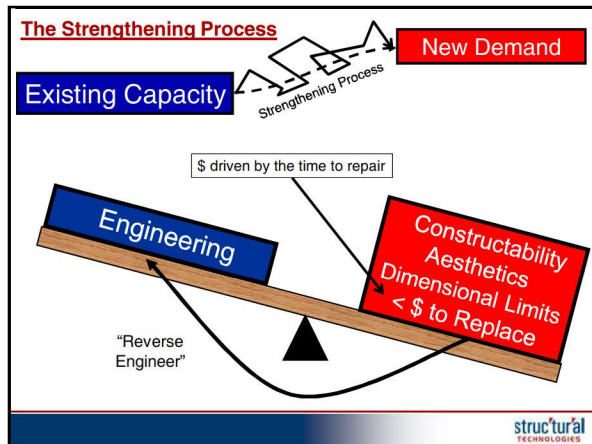 The Strengthening Process
New Demand
Existing Capacity
Strengthening Process
$ driven by the time to repair
Engineering
Constructability
Aesthetics
Dimensional Limits
< $ to Replace
“Reverse
Engineer”
struc'tur'al
TECHNOLOGIES